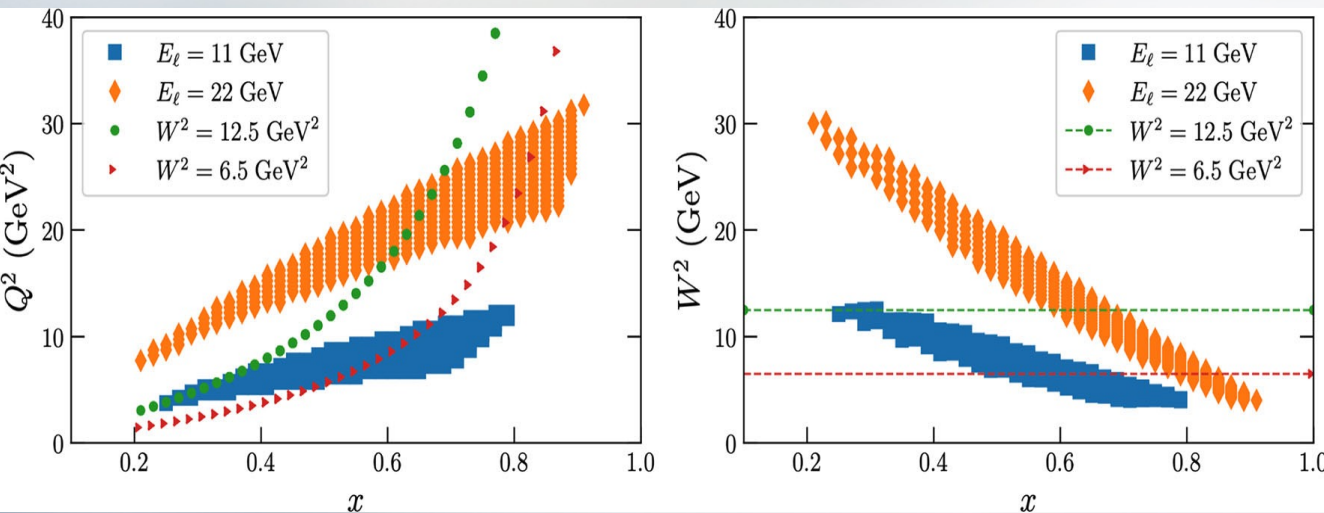 40
30
20
10
0
Q² (GeV²)
E_ℓ = 11 GeV
E_ℓ = 22 GeV
W² = 12.5 GeV²
W² = 6.5 GeV²
0.2 0.4 0.6 0.8 1.0
x
40
30
20
10
0
W² (GeV)
E_ℓ = 11 GeV
E_ℓ = 22 GeV
W² = 12.5 GeV²
W² = 6.5 GeV²
0.2 0.4 0.6 0.8 1.0
x